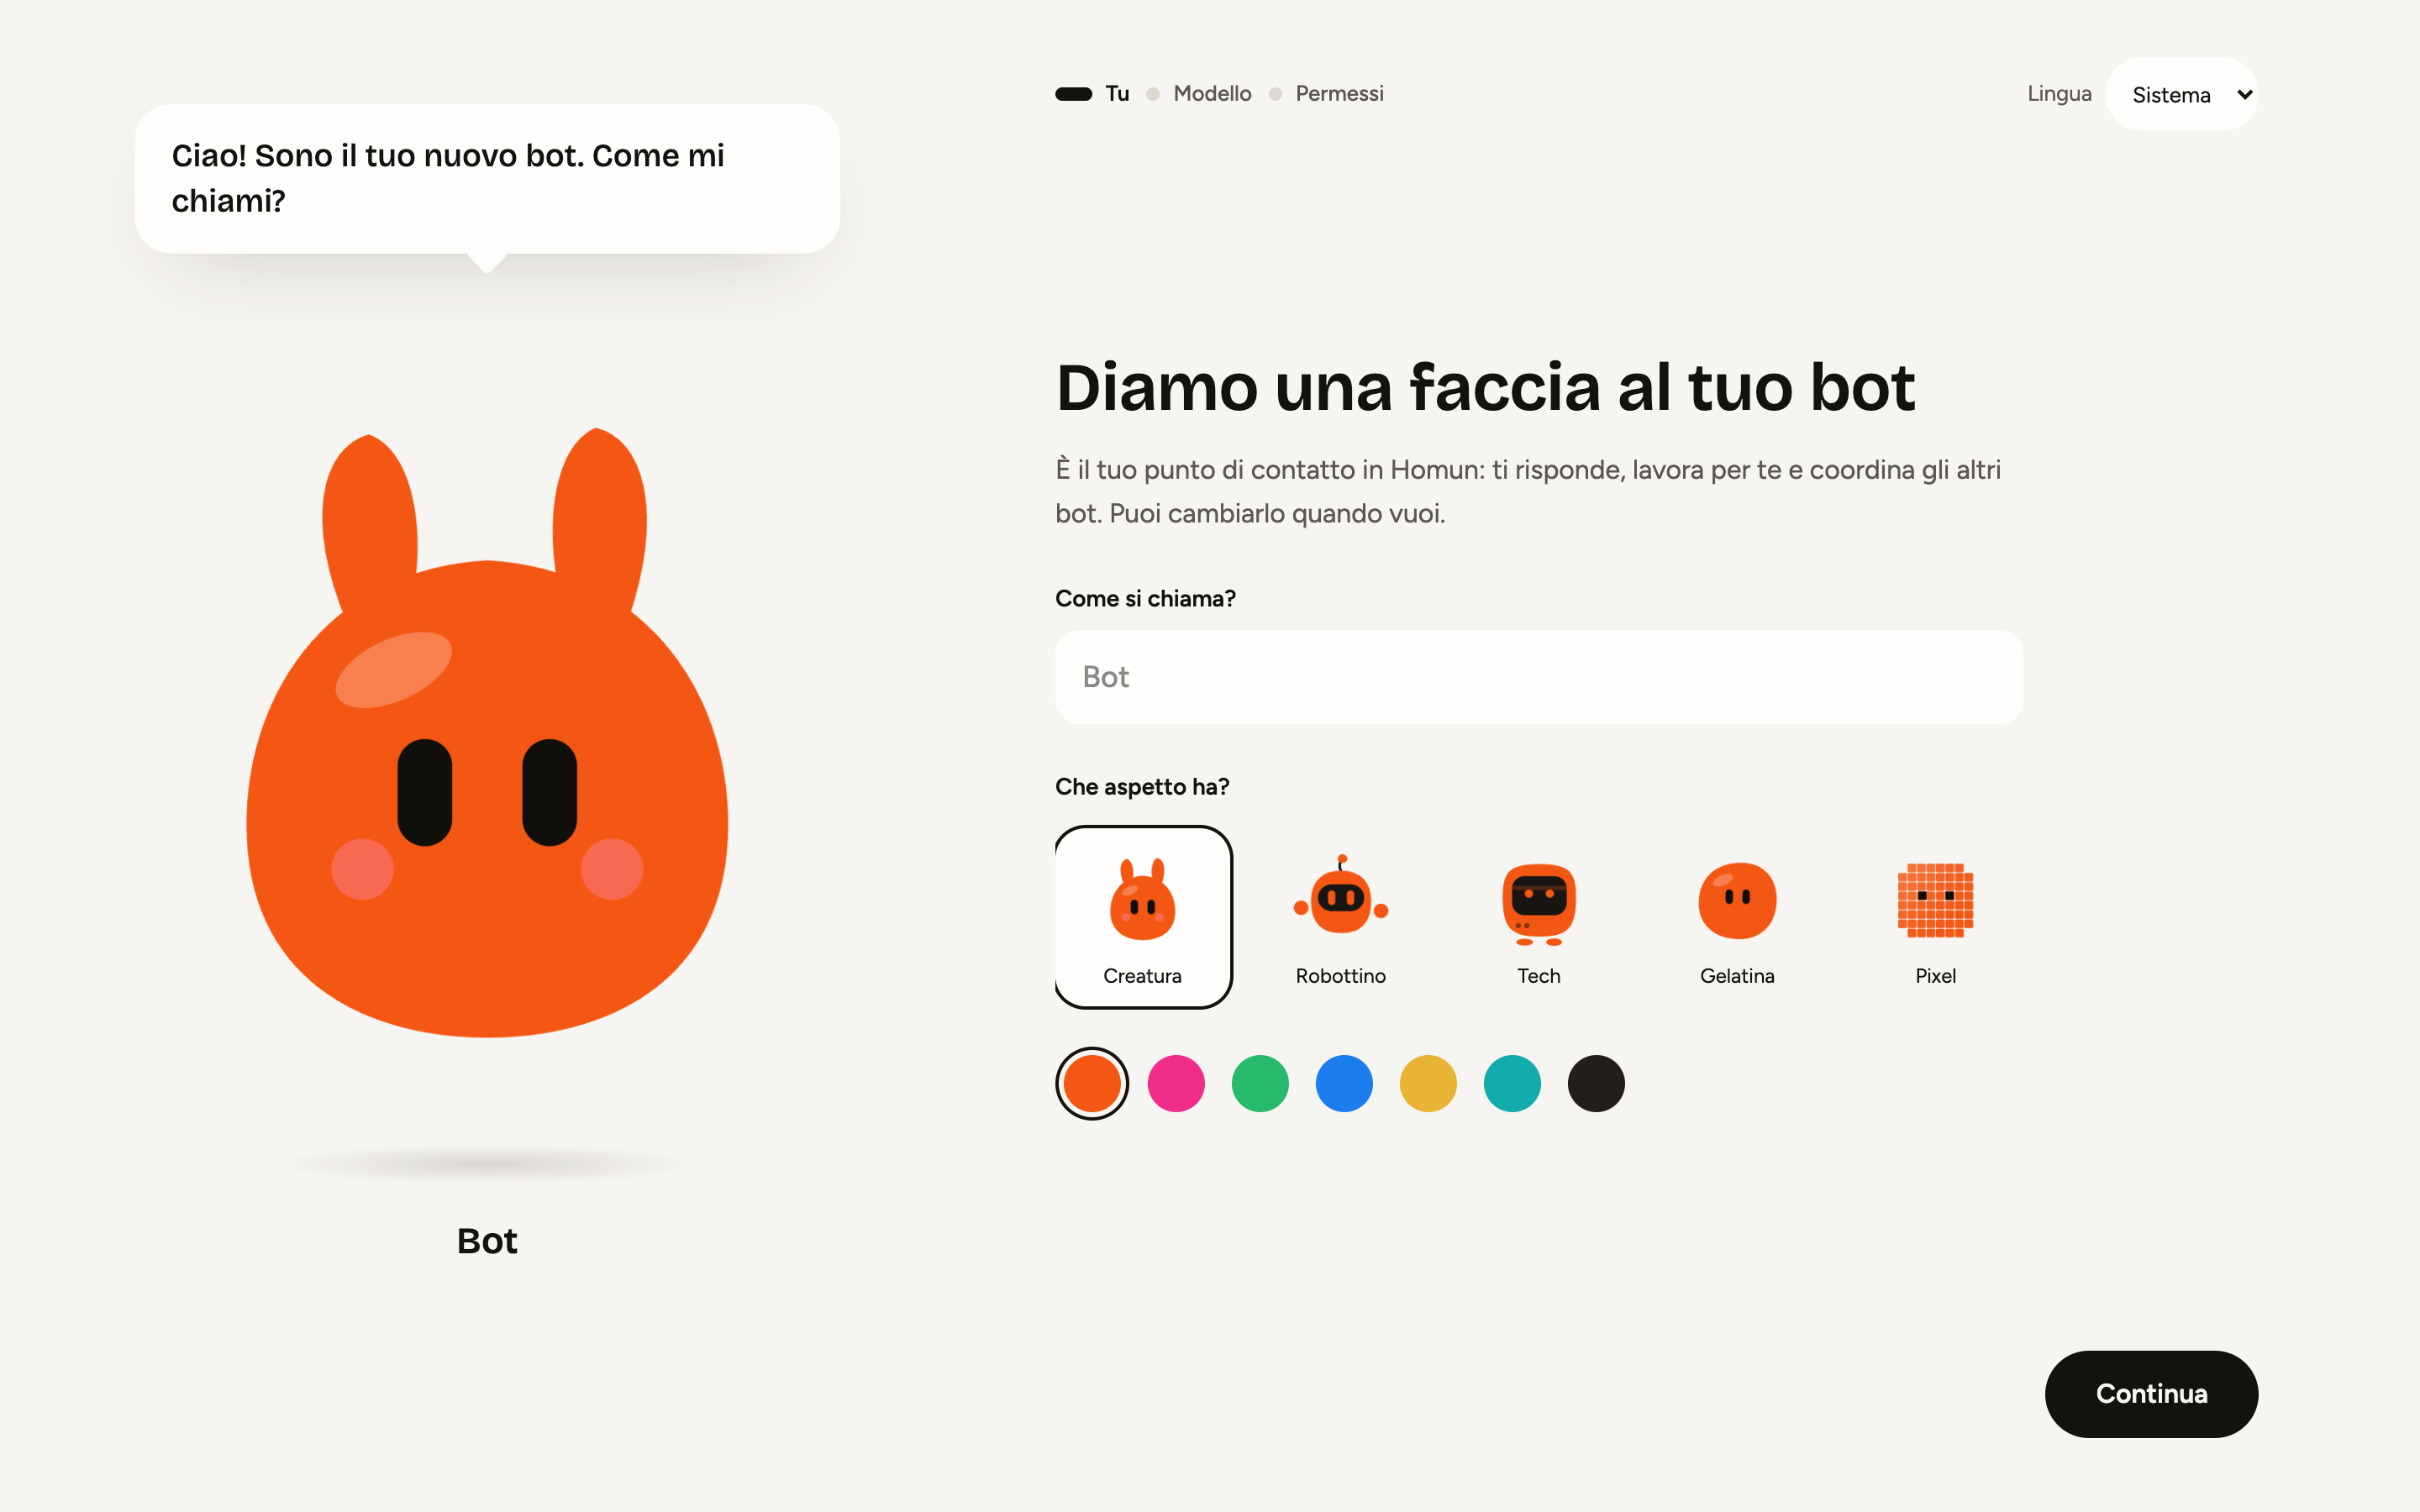 Ciao! Sono il tuo nuovo bot. Come mi
chiami?
Bot
Tu Modello Permessi
Lingua Sistema
Diamo una faccia al tuo bot
È il tuo punto di contatto in Homun: ti risponde, lavora per te e coordina gli altri
bot. Puoi cambiarlo quando vuoi.
Come si chiama?
Bot
Che aspetto ha?
Creatura Robottino Tech Gelatina Pixel
Continua